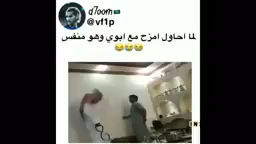 d7oom
@vf1p
لما احاول امزح مع ابوي وهو منفس